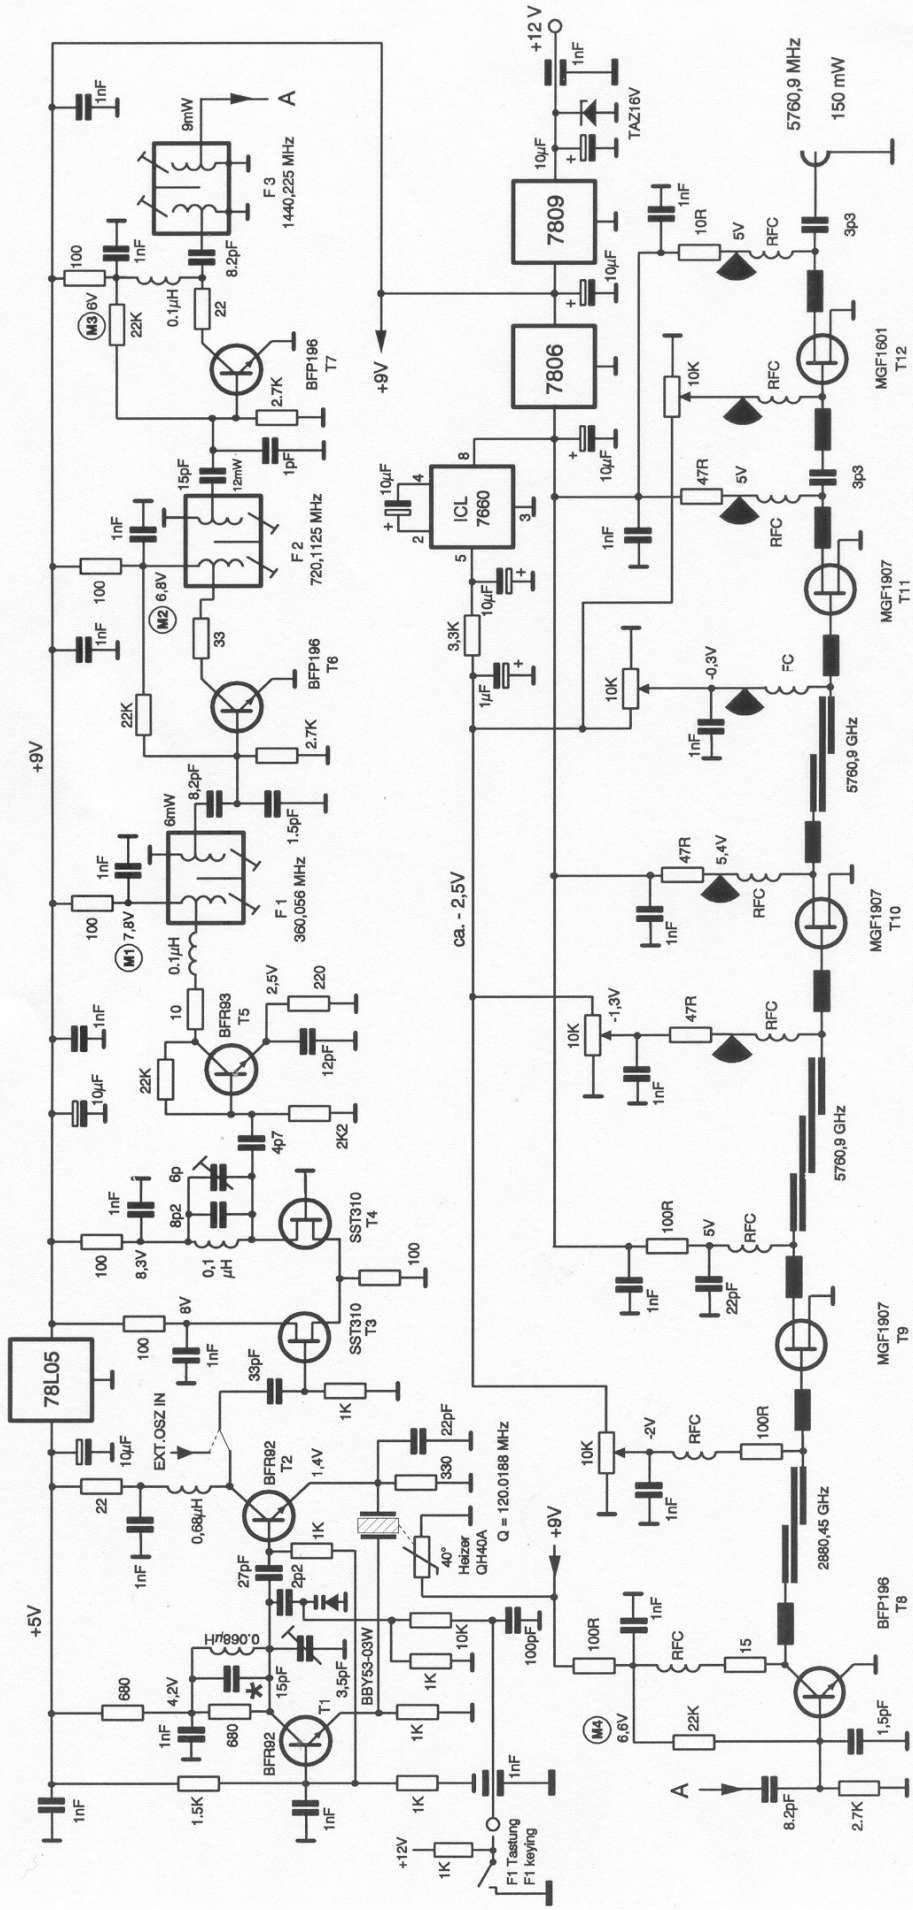 +5V
78L05
+9V
1nF
680
4,2V
1nF
680
0.068µH
15pF
*
1.5K
BFR92
T1
1nF
3,5pF
BBY53-03W
1K
1K
27pF
2p2
22
1nF
0,68µH
10µF
EXT.OSZ IN
BFR92
T2
1,4V
1K
22pF
330
40°
Heizer
QH40A
Q = 120.0188 MHz
+12V
1K
F1 Tastung
F1 keying
1nF
1K
10K
100pF
+9V
33pF
1K
100
8V
1nF
SST310
T3
100
8,3V
1nF
0,1
µH
8p2
6p
SST310
T4
100
4p7
10µF
1nF
22K
2K2
BFR93
T5
10
0.1µH
2,5V
12pF
220
100
M1
7,8V
1nF
F 1
360,056 MHz
6mW
8,2pF
1.5pF
22K
2.7K
BFP196
T6
33
1nF
100
M2
6,8V
1nF
F 2
720,1125 MHz
15pF
12mW
1pF
22K
2.7K
BFP196
T7
22
0.1µH
100
M3
6V
1nF
8.2pF
F 3
1440,225 MHz
9mW
A
1nF
+9V
ca. - 2,5V
1µF
3,3K
10µF
5
2
4
8
3
ICL
7660
10µF
10µF
7806
10µF
7809
10µF
TAZ16V
1nF
+12 V
A
8.2pF
2.7K
1,5pF
22K
M4
6,6V
100R
1nF
RFC
15
BFP196
T8
2880,45 GHz
10K
-2V
1nF
RFC
100R
MGF1907
T9
1nF
100R
5V
22pF
RFC
5760,9 GHz
10K
-1,3V
1nF
47R
RFC
MGF1907
T10
1nF
47R
5,4V
RFC
5760,9 GHz
10K
-0,3V
1nF
FC
MGF1907
T11
1nF
47R
5V
RFC
3p3
10K
RFC
MGF1601
T12
1nF
10R
5V
RFC
3p3
5760,9 MHz
150 mW